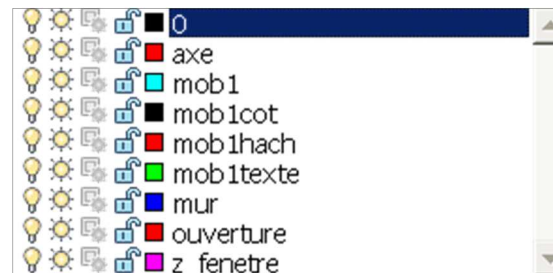 0
axe
mob1
mob1cot
mob1hach
mob1texte
mur
ouverture
z_fenetre